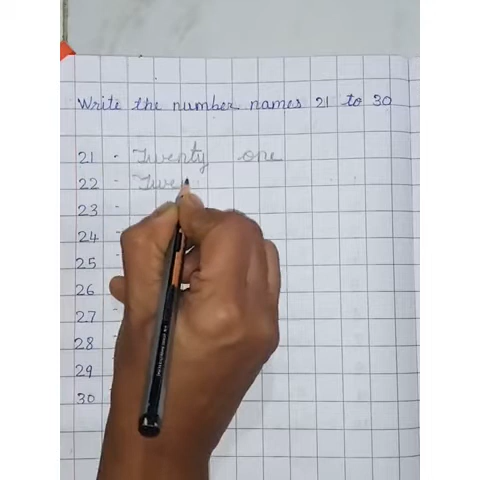 Write the number names 21 to 30
21 - Twenty one
22 - Twe
23 -
24 -
25 -
26 -
27
28
29
30